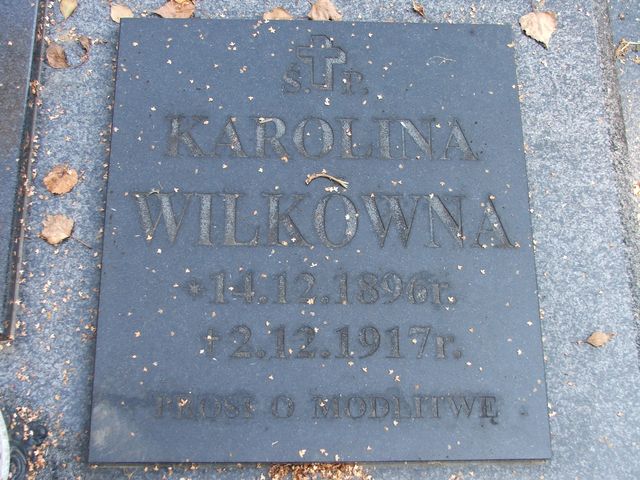 Ś P.
KAROLINA
WILKÓWNA
*14.12.1896r.
†2.12.1917r.
PROSI O MODLITWĘ